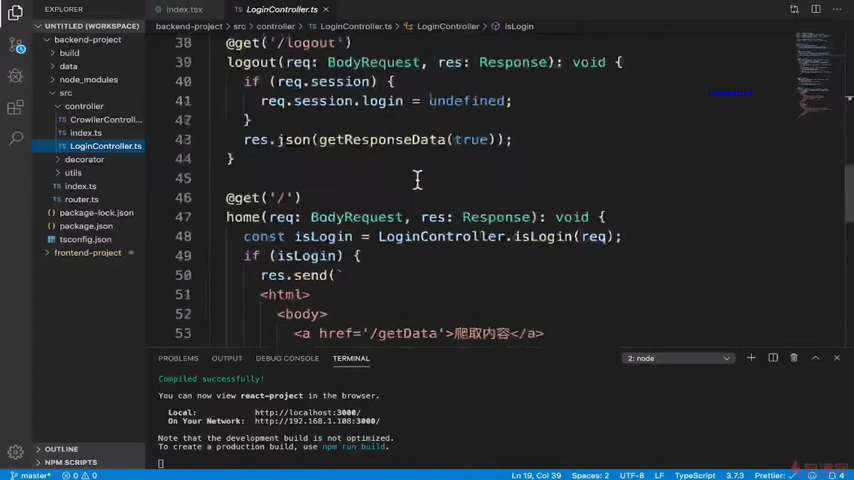 EXPLORER
index.tsx
LoginController.ts ×
UNTITLED (WORKSPACE)
backend-project > src > controller > LoginController.ts > LoginController > isLogin
backend-project
build
data
node_modules
src
controller
CrowllerControll...
index.ts
LoginController.ts
decorator
utils
index.ts
router.ts
package-lock.json
package.json
tsconfig.json
frontend-project
OUTLINE
NPM SCRIPTS
38 @get('/logout')
39 logout(req: BodyRequest, res: Response): void {
40 if (req.session) {
41 req.session.login = undefined;
42 }
43 res.json(getResponseData(true));
44 }
45
46 @get('/')
47 home(req: BodyRequest, res: Response): void {
48 const isLogin = LoginController.isLogin(req);
49 if (isLogin) {
50 res.send(`
51 <html>
52 <body>
53 <a href='/getData'>爬取内容</a>
PROBLEMS OUTPUT DEBUG CONSOLE TERMINAL 2: node
Compiled successfully!
You can now view react-project in the browser.
Local: http://localhost:3000/
On Your Network: http://192.168.1.108:3000/
Note that the development build is not optimized.
To create a production build, use npm run build.
master* 0 0 Ln 19, Col 39 Spaces: 2 UTF-8 LF TypeScript 3.7.3 Prettier: ✓ 4